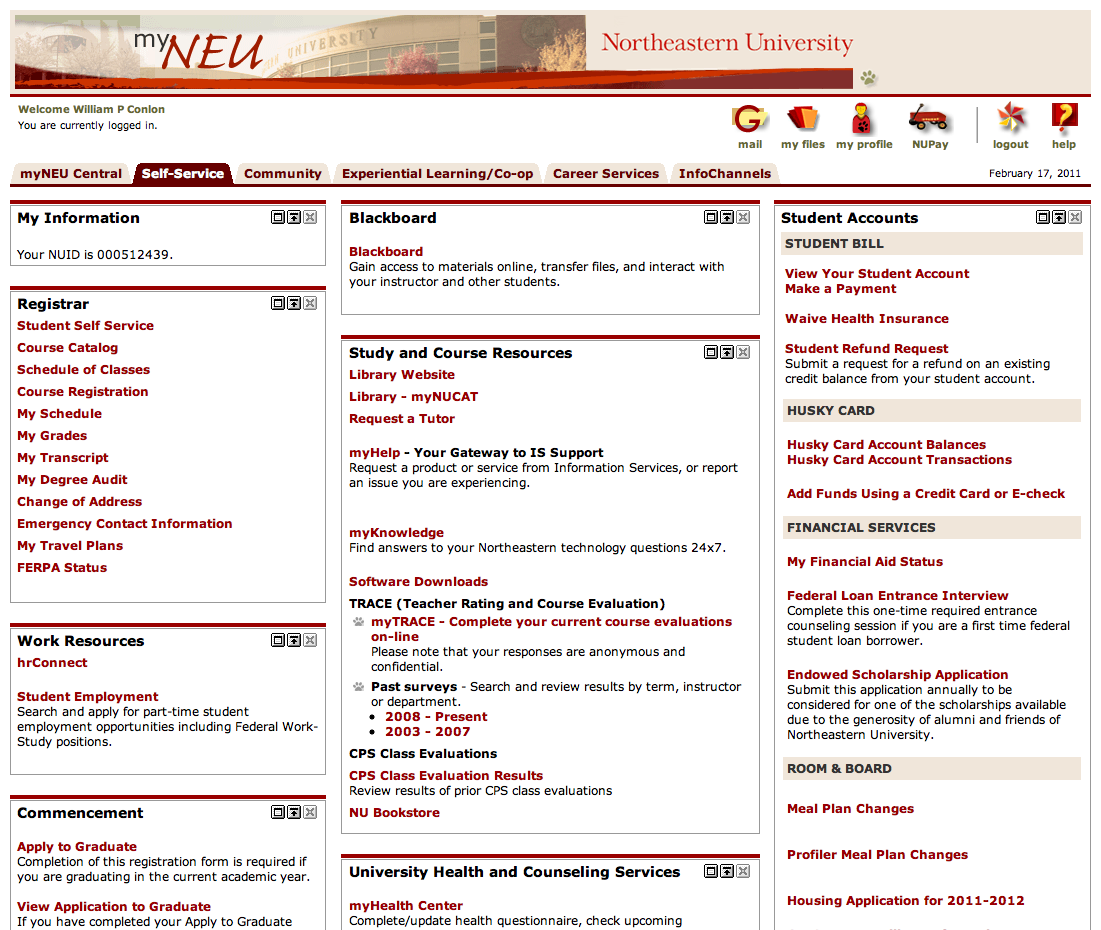 myNEU
UNIVERSITY
Northeastern University
Welcome William P Conlon
You are currently logged in.
mail
my files
my profile
NUPay
logout
help
myNEU Central
Self-Service
Community
Experiential Learning/Co-op
Career Services
InfoChannels
February 17, 2011
My Information
Your NUID is 000512439.
Registrar
Student Self Service
Course Catalog
Schedule of Classes
Course Registration
My Schedule
My Grades
My Transcript
My Degree Audit
Change of Address
Emergency Contact Information
My Travel Plans
FERPA Status
Work Resources
hrConnect
Student Employment
Search and apply for part-time student
employment opportunities including Federal Work-
Study positions.
Commencement
Apply to Graduate
Completion of this registration form is required if
you are graduating in the current academic year.
View Application to Graduate
If you have completed your Apply to Graduate
Blackboard
Blackboard
Gain access to materials online, transfer files, and interact with
your instructor and other students.
Study and Course Resources
Library Website
Library - myNUCAT
Request a Tutor
myHelp - Your Gateway to IS Support
Request a product or service from Information Services, or report
an issue you are experiencing.
myKnowledge
Find answers to your Northeastern technology questions 24x7.
Software Downloads
TRACE (Teacher Rating and Course Evaluation)
myTRACE - Complete your current course evaluations
on-line
Please note that your responses are anonymous and
confidential.
Past surveys - Search and review results by term, instructor
or department.
• 2008 - Present
• 2003 - 2007
CPS Class Evaluations
CPS Class Evaluation Results
Review results of prior CPS class evaluations
NU Bookstore
University Health and Counseling Services
myHealth Center
Complete/update health questionnaire, check upcoming
Student Accounts
STUDENT BILL
View Your Student Account
Make a Payment
Waive Health Insurance
Student Refund Request
Submit a request for a refund on an existing
credit balance from your student account.
HUSKY CARD
Husky Card Account Balances
Husky Card Account Transactions
Add Funds Using a Credit Card or E-check
FINANCIAL SERVICES
My Financial Aid Status
Federal Loan Entrance Interview
Complete this one-time required entrance
counseling session if you are a first time federal
student loan borrower.
Endowed Scholarship Application
Submit this application annually to be
considered for one of the scholarships available
due to the generosity of alumni and friends of
Northeastern University.
ROOM & BOARD
Meal Plan Changes
Profiler Meal Plan Changes
Housing Application for 2011-2012